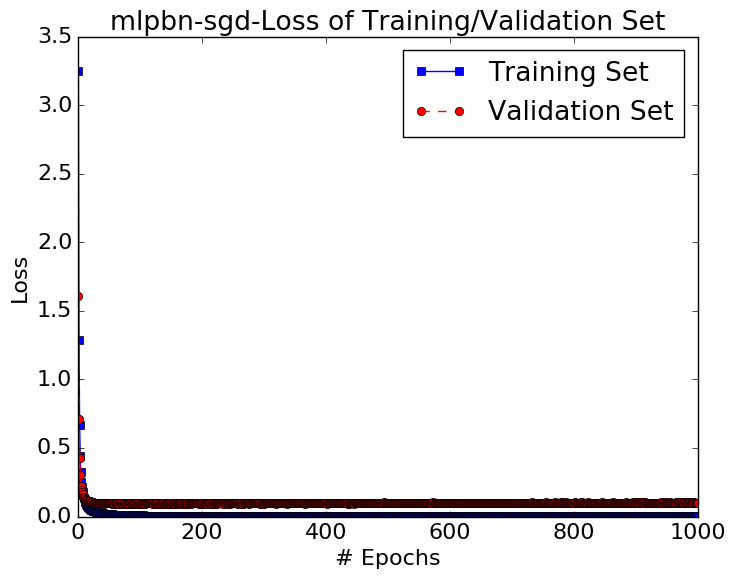 mlpbn-sgd-Loss of Training/Validation Set
3.5
3.0
2.5
2.0
1.5
1.0
0.5
0.0
Loss
Training Set
Validation Set
0 200 400 600 800 1000
# Epochs